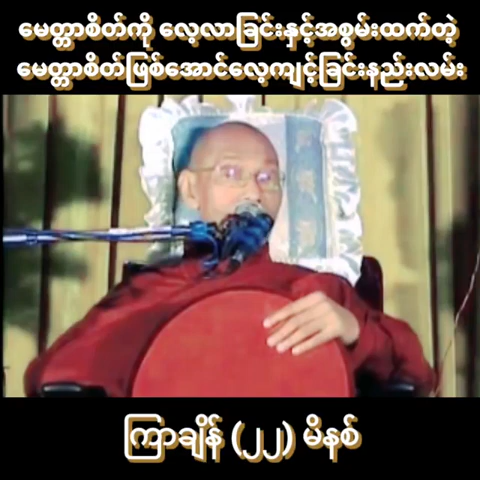 မေတ္တာစိတ်ကို လေ့လာခြင်းနှင့်အစွမ်းထက်တဲ့
မေတ္တာစိတ်ဖြစ်အောင်လေ့ကျင့်ခြင်းနည်းလမ်း
ကြာချိန် (၂၂) မိနစ်